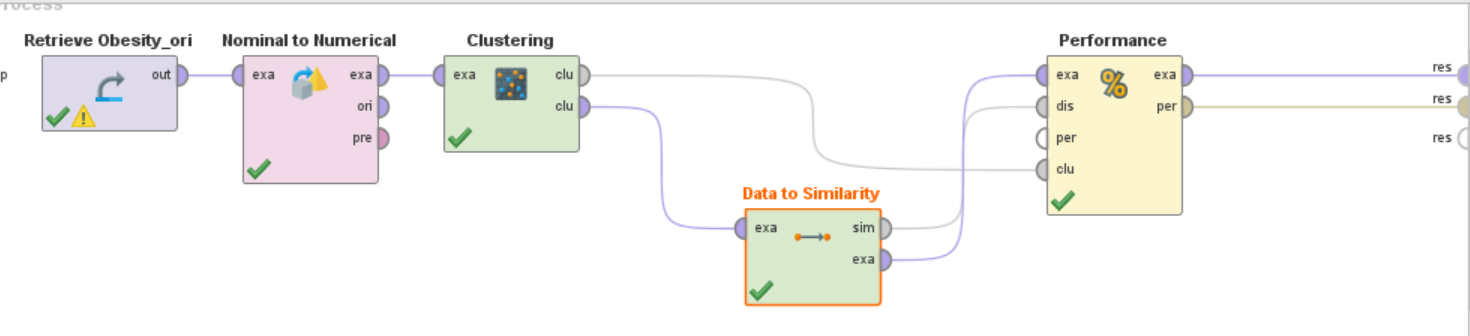 Process
Retrieve Obesity_ori
Nominal to Numerical
Clustering
Performance
p
out
exa
exa
ori
pre
exa
clu
clu
exa
dis
per
clu
exa
per
res
res
res
Data to Similarity
exa
sim
exa